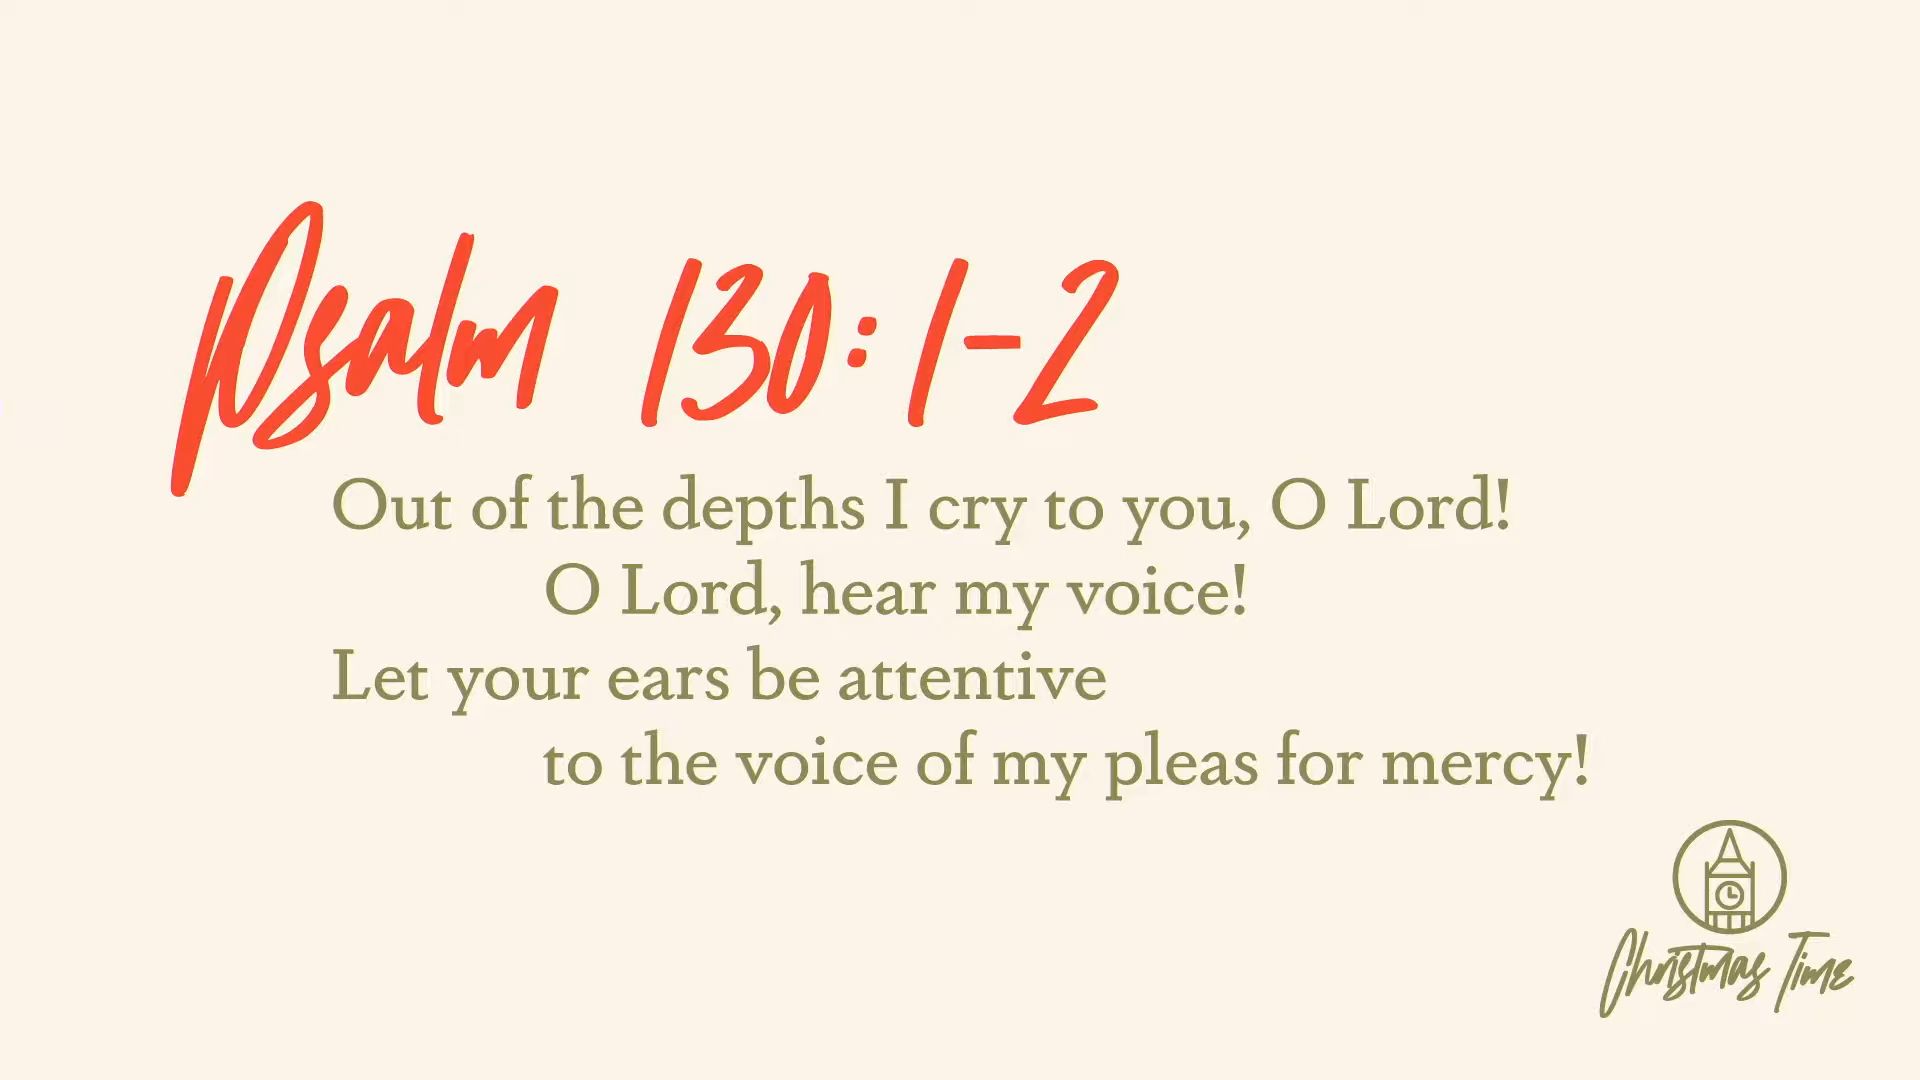 Psalm 130:1-2
Out of the depths I cry to you, O Lord!
O Lord, hear my voice!
Let your ears be attentive
to the voice of my pleas for mercy!
Christmas Time